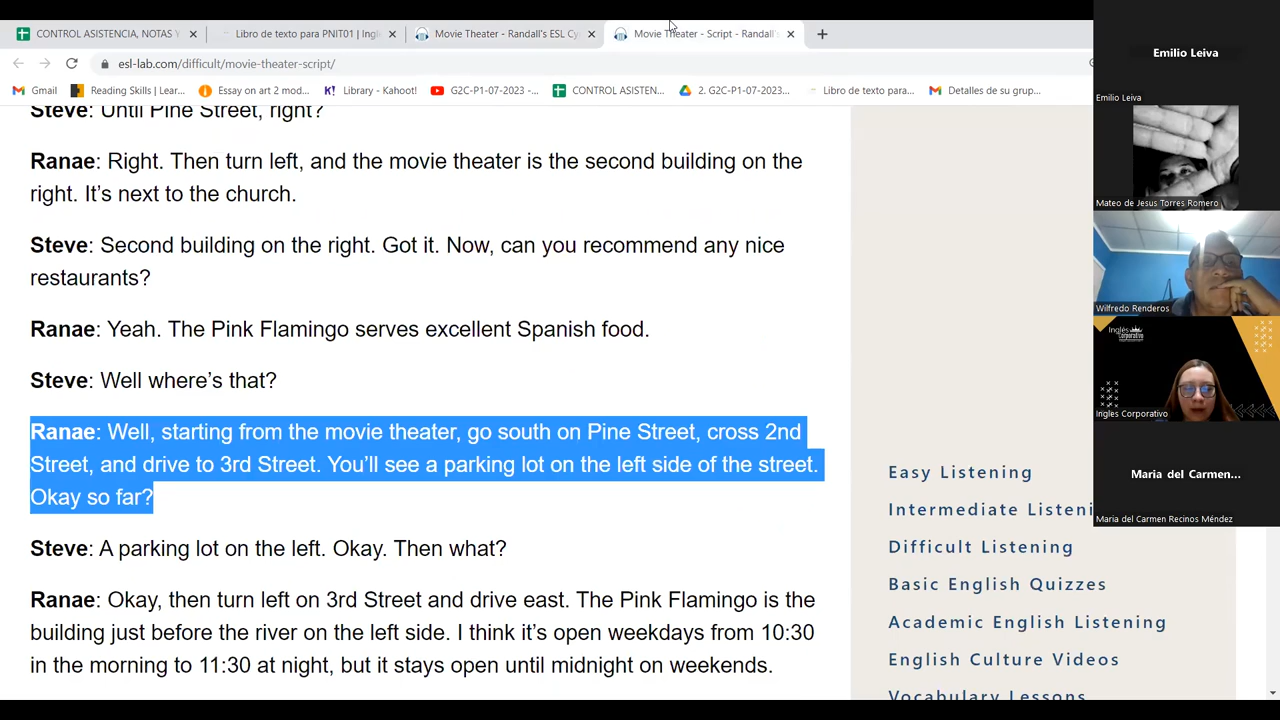 CONTROL ASISTENCIA, NOTAS Y
Libro de texto para PNIT01 | Ingl
Movie Theater - Randall's ESL Cy
Movie Theater - Script - Randall's
esl-lab.com/difficult/movie-theater-script/
Gmail
Reading Skills | Lear...
Essay on art 2 mod...
Library - Kahoot!
G2C-P1-07-2023 -...
CONTROL ASISTEN...
2. G2C-P1-07-2023...
Libro de texto para...
Detalles de su grup...
Steve: Until Pine Street, right?
Ranae: Right. Then turn left, and the movie theater is the second building on the
right. It's next to the church.
Steve: Second building on the right. Got it. Now, can you recommend any nice
restaurants?
Ranae: Yeah. The Pink Flamingo serves excellent Spanish food.
Steve: Well where's that?
Ranae: Well, starting from the movie theater, go south on Pine Street, cross 2nd
Street, and drive to 3rd Street. You'll see a parking lot on the left side of the street.
Okay so far?
Steve: A parking lot on the left. Okay. Then what?
Ranae: Okay, then turn left on 3rd Street and drive east. The Pink Flamingo is the
building just before the river on the left side. I think it's open weekdays from 10:30
in the morning to 11:30 at night, but it stays open until midnight on weekends.
Easy Listening
Intermediate Listeni
Difficult Listening
Basic English Quizzes
Academic English Listening
English Culture Videos
Vocabulary Lessons
Emilio Leiva
Emilio Leiva
Mateo de Jesus Torres Romero
Wilfredo Renderos
Inglés
Corporativo
Ingles Corporativo
Maria del Carmen...
Maria del Carmen Recinos Méndez